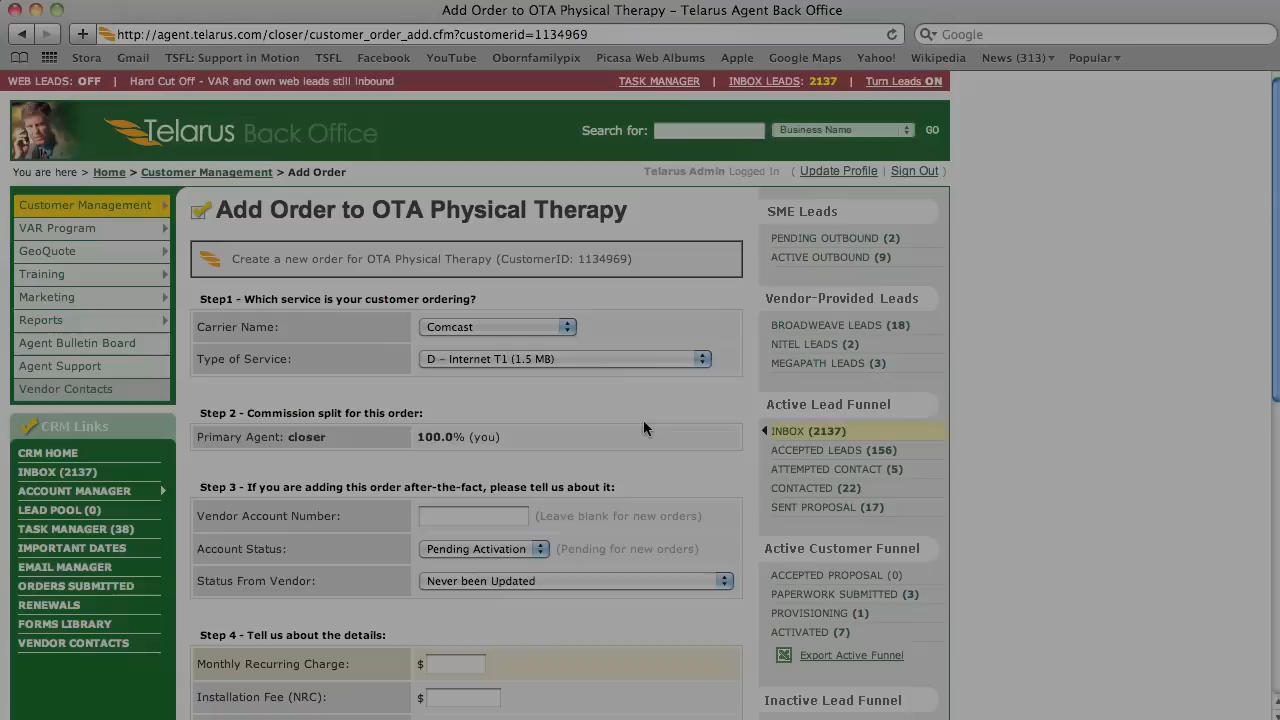 Add Order to OTA Physical Therapy – Telarus Agent Back Office
http://agent.telarus.com/closer/customer_order_add.cfm?customerid=1134969
Google
Stora Gmail TSFL: Support in Motion TSFL Facebook YouTube Obornfamilypix Picasa Web Albums Apple Google Maps Yahoo! Wikipedia News (313) Popular
WEB LEADS: OFF | Hard Cut Off - VAR and own web leads still Inbound
TASK MANAGER | INBOX LEADS: 2137 | Turn Leads ON
Telarus Back Office
Search for: Business Name GO
You are here > Home > Customer Management > Add Order
Telarus Admin Logged In ( Update Profile | Sign Out )
Customer Management
VAR Program
GeoQuote
Training
Marketing
Reports
Agent Bulletin Board
Agent Support
Vendor Contacts
CRM Links
CRM HOME
INBOX (2137)
ACCOUNT MANAGER
LEAD POOL (0)
TASK MANAGER (38)
IMPORTANT DATES
EMAIL MANAGER
ORDERS SUBMITTED
RENEWALS
FORMS LIBRARY
VENDOR CONTACTS
Add Order to OTA Physical Therapy
Create a new order for OTA Physical Therapy (CustomerID: 1134969)
Step1 - Which service is your customer ordering?
Carrier Name: Comcast
Type of Service: D – Internet T1 (1.5 MB)
Step 2 - Commission split for this order:
Primary Agent: closer 100.0% (you)
Step 3 - If you are adding this order after-the-fact, please tell us about it:
Vendor Account Number: (Leave blank for new orders)
Account Status: Pending Activation (Pending for new orders)
Status From Vendor: Never been Updated
Step 4 - Tell us about the details:
Monthly Recurring Charge: $
Installation Fee (NRC): $
SME Leads
PENDING OUTBOUND (2)
ACTIVE OUTBOUND (9)
Vendor-Provided Leads
BROADWEAVE LEADS (18)
NITEL LEADS (2)
MEGAPATH LEADS (3)
Active Lead Funnel
INBOX (2137)
ACCEPTED LEADS (156)
ATTEMPTED CONTACT (5)
CONTACTED (22)
SENT PROPOSAL (17)
Active Customer Funnel
ACCEPTED PROPOSAL (0)
PAPERWORK SUBMITTED (3)
PROVISIONING (1)
ACTIVATED (7)
Export Active Funnel
Inactive Lead Funnel